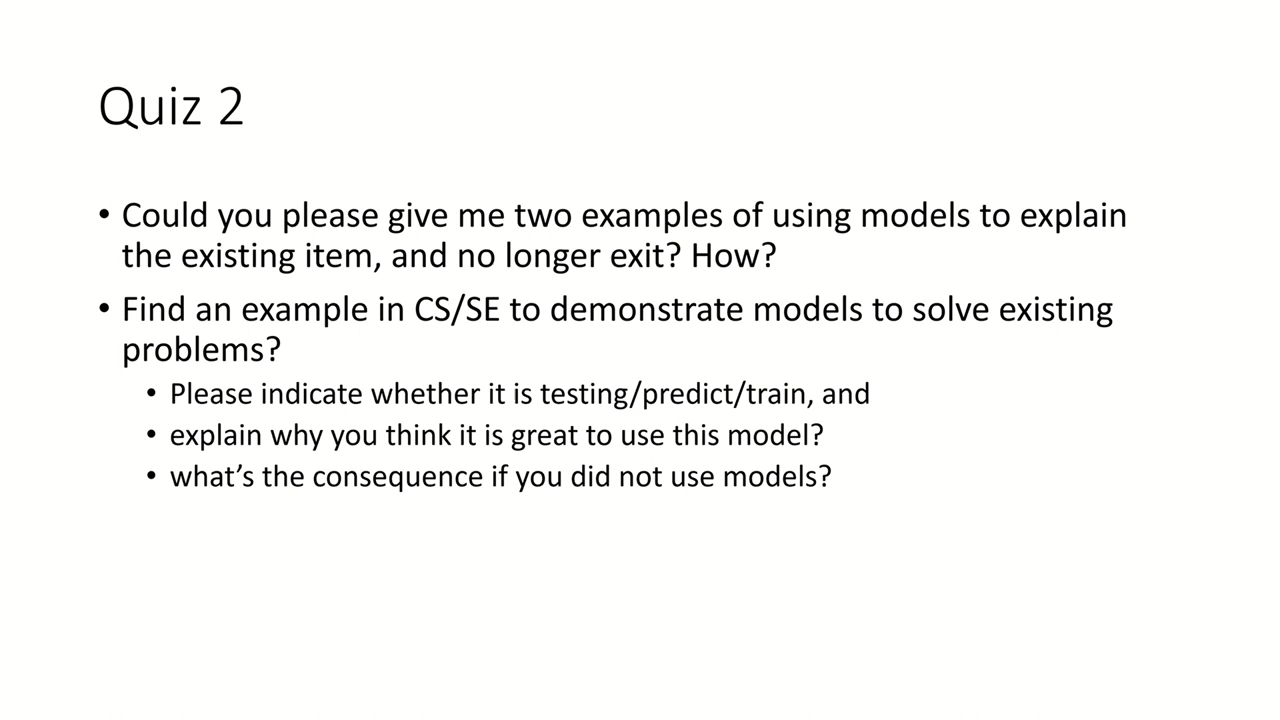 Quiz 2
• Could you please give me two examples of using models to explain
the existing item, and no longer exit? How?
• Find an example in CS/SE to demonstrate models to solve existing
problems?
• Please indicate whether it is testing/predict/train, and
• explain why you think it is great to use this model?
• what’s the consequence if you did not use models?